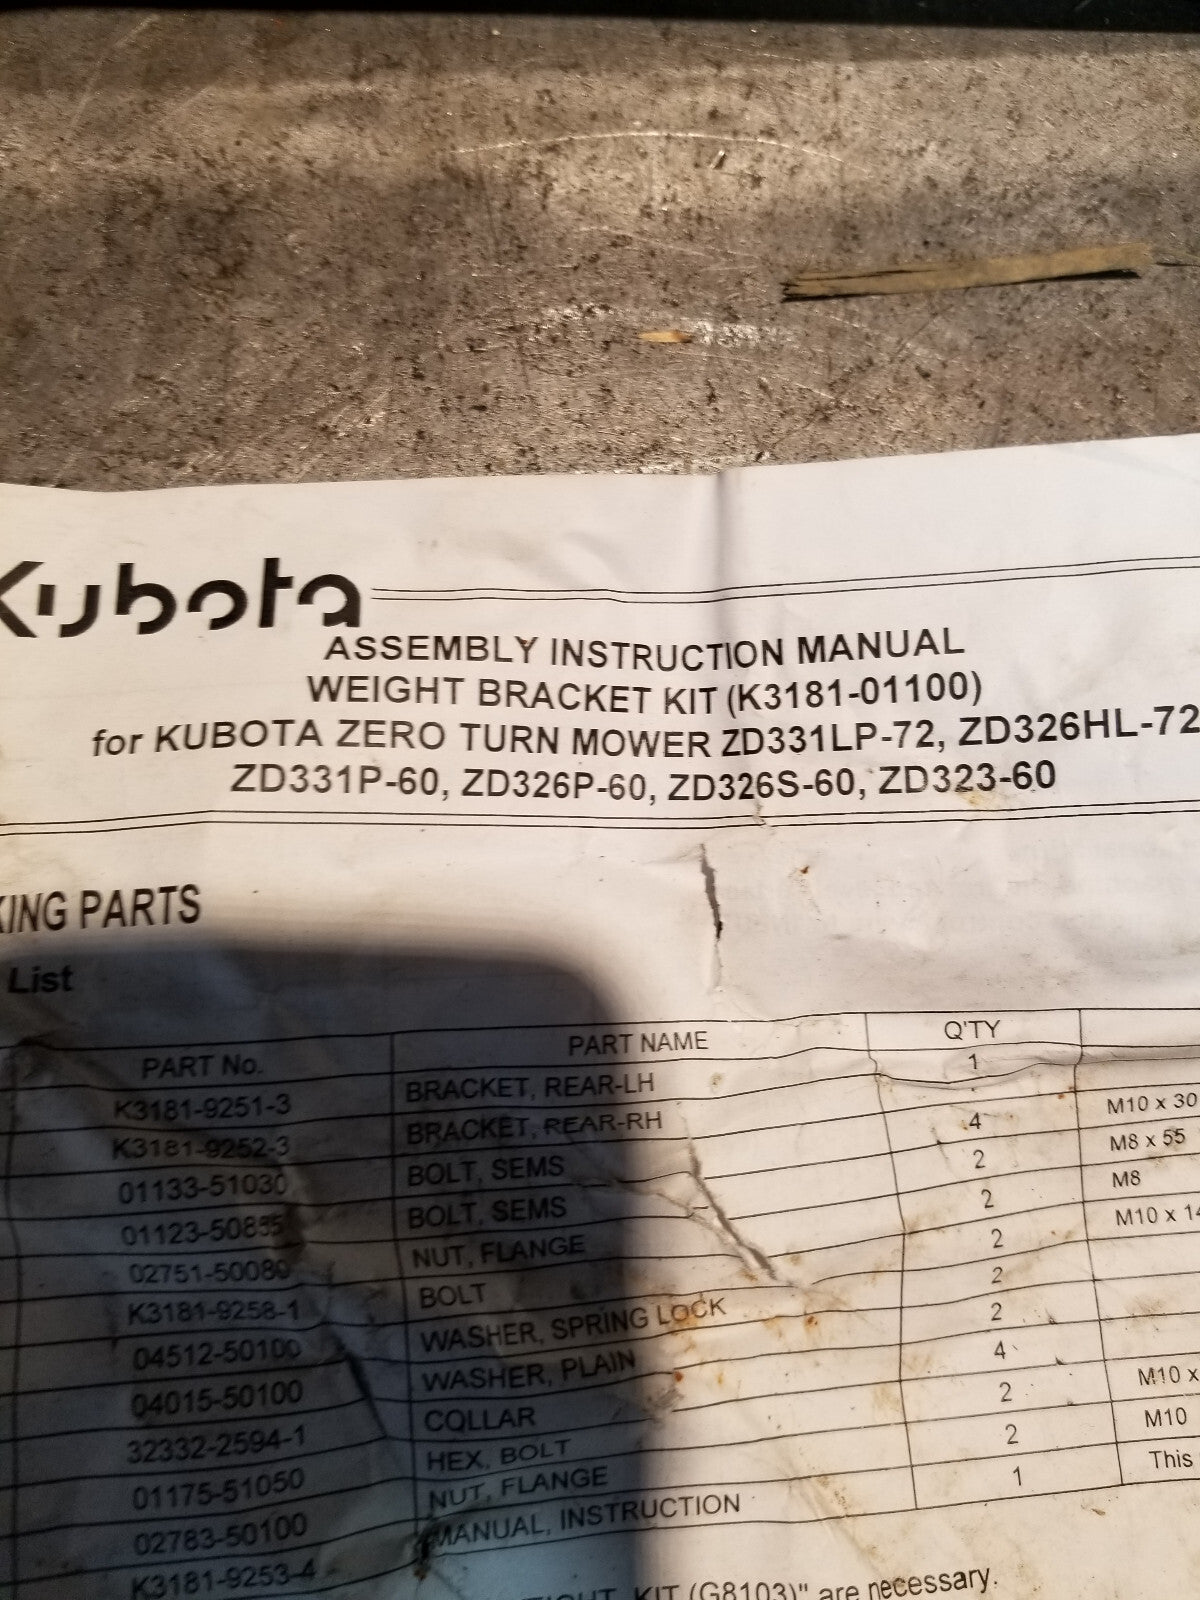 Kubota
ASSEMBLY INSTRUCTION MANUAL
WEIGHT BRACKET KIT (K3181-01100)
for KUBOTA ZERO TURN MOWER ZD331LP-72, ZD326HL-72
ZD331P-60, ZD326P-60, ZD326S-60, ZD323-60
KING PARTS
List
PART No. PART NAME Q'TY
K3181-9251-3 BRACKET, REAR-LH 1
K3181-9252-3 BRACKET, REAR-RH
01133-51030 BOLT, SEMS 4 M10 x 30
01123-50855 BOLT, SEMS 2 M8 x 55
02751-50080 NUT, FLANGE 2 M8
K3181-9258-1 BOLT 2 M10 x 14
04512-50100 WASHER, SPRING LOCK 2
04015-50100 WASHER, PLAIN 2
32332-2594-1 COLLAR 4
01175-51050 HEX, BOLT 2 M10 x
02783-50100 NUT, FLANGE 2 M10
K3181-9253-4 MANUAL, INSTRUCTION 1 This
KIT (G8103)" are necessary.